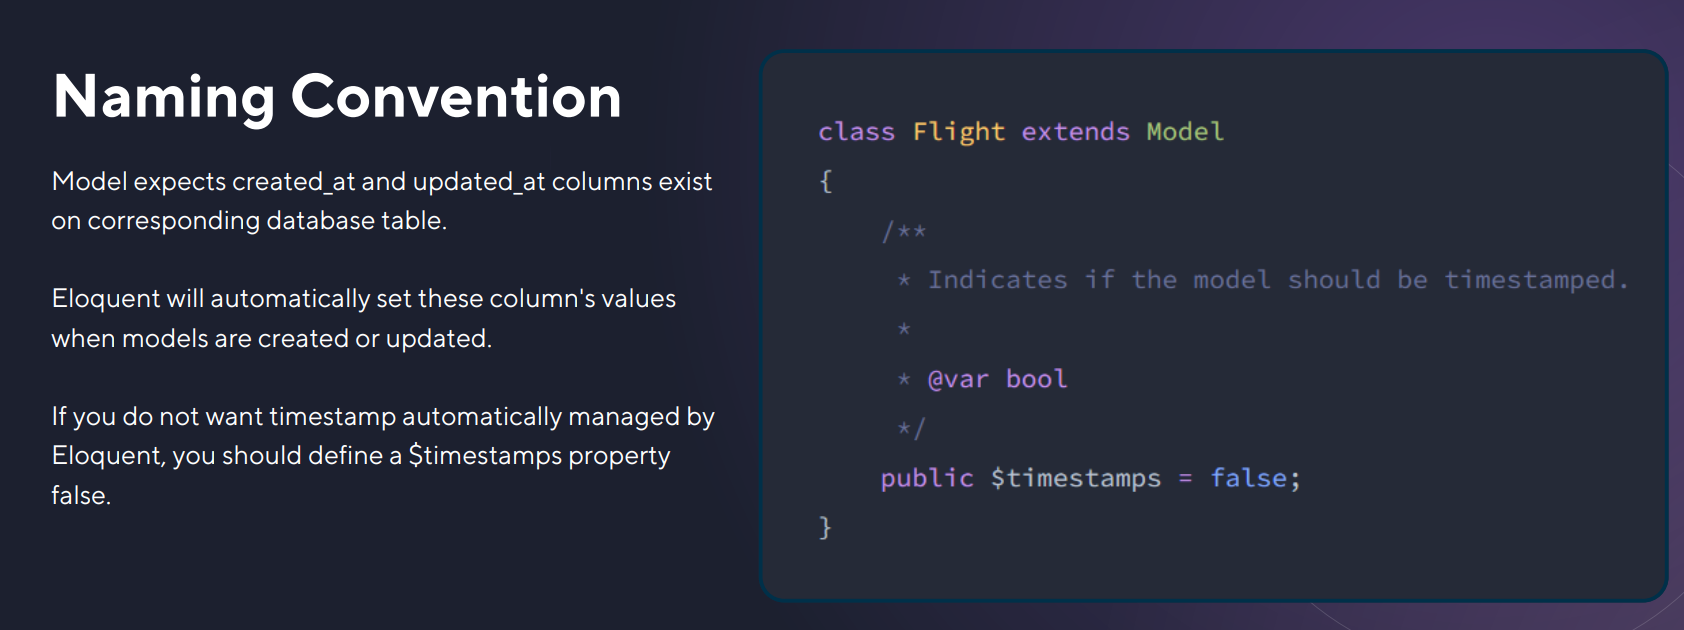 Naming Convention
Model expects created_at and updated_at columns exist
on corresponding database table.
Eloquent will automatically set these column's values
when models are created or updated.
If you do not want timestamp automatically managed by
Eloquent, you should define a $timestamps property
false.
class Flight extends Model
{
    /**
     * Indicates if the model should be timestamped.
     *
     * @var bool
     */
    public $timestamps = false;
}